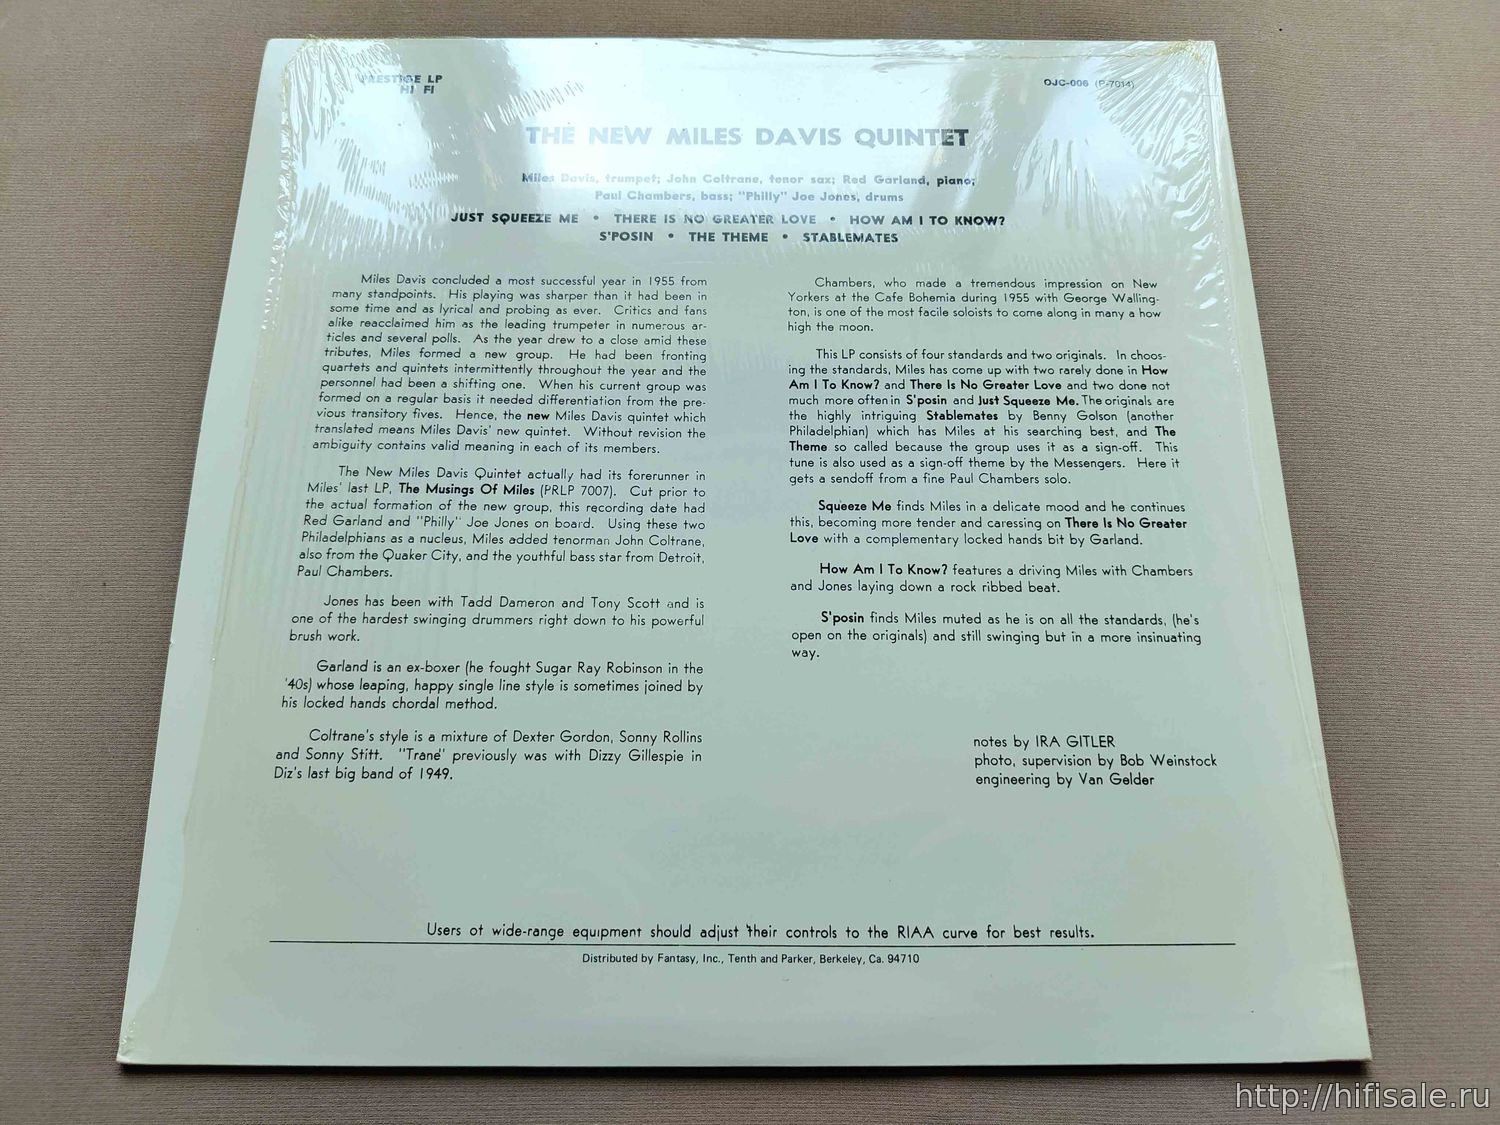 PRESTIGE LP
HI FI
OJC-006 (P-7014)
THE NEW MILES DAVIS QUINTET
Miles Davis, trumpet; John Coltrane, tenor sax; Red Garland, piano;
Paul Chambers, bass; "Philly" Joe Jones, drums
JUST SQUEEZE ME • THERE IS NO GREATER LOVE • HOW AM I TO KNOW?
S'POSIN • THE THEME • STABLEMATES
Miles Davis concluded a most successful year in 1955 from
many standpoints. His playing was sharper than it had been in
some time and as lyrical and probing as ever. Critics and fans
alike reacclaimed him as the leading trumpeter in numerous ar-
ticles and several polls. As the year drew to a close amid these
tributes, Miles formed a new group. He had been fronting
quartets and quintets intermittently throughout the year and the
personnel had been a shifting one. When his current group was
formed on a regular basis it needed differentiation from the pre-
vious transitory fives. Hence, the new Miles Davis quintet which
translated means Miles Davis' new quintet. Without revision the
ambiguity contains valid meaning in each of its members.
The New Miles Davis Quintet actually had its forerunner in
Miles' last LP, The Musings Of Miles (PRLP 7007). Cut prior to
the actual formation of the new group, this recording date had
Red Garland and "Philly" Joe Jones on board. Using these two
Philadelphians as a nucleus, Miles added tenorman John Coltrane,
also from the Quaker City, and the youthful bass star from Detroit,
Paul Chambers.
Jones has been with Tadd Dameron and Tony Scott and is
one of the hardest swinging drummers right down to his powerful
brush work.
Garland is an ex-boxer (he fought Sugar Ray Robinson in the
'40s) whose leaping, happy single line style is sometimes joined by
his locked hands chordal method.
Coltrane's style is a mixture of Dexter Gordon, Sonny Rollins
and Sonny Stitt. "Trane" previously was with Dizzy Gillespie in
Diz's last big band of 1949.
Chambers, who made a tremendous impression on New
Yorkers at the Cafe Bohemia during 1955 with George Walling-
ton, is one of the most facile soloists to come along in many a how
high the moon.
This LP consists of four standards and two originals. In choos-
ing the standards, Miles has come up with two rarely done in How
Am I To Know? and There Is No Greater Love and two done not
much more often in S'posin and Just Squeeze Me. The originals are
the highly intriguing Stablemates by Benny Golson (another
Philadelphian) which has Miles at his searching best, and The
Theme so called because the group uses it as a sign-off. This
tune is also used as a sign-off theme by the Messengers. Here it
gets a sendoff from a fine Paul Chambers solo.
Squeeze Me finds Miles in a delicate mood and he continues
this, becoming more tender and caressing on There Is No Greater
Love with a complementary locked hands bit by Garland.
How Am I To Know? features a driving Miles with Chambers
and Jones laying down a rock ribbed beat.
S'posin finds Miles muted as he is on all the standards, (he's
open on the originals) and still swinging but in a more insinuating
way.
notes by IRA GITLER
photo, supervision by Bob Weinstock
engineering by Van Gelder
Users of wide-range equipment should adjust their controls to the RIAA curve for best results.
Distributed by Fantasy, Inc., Tenth and Parker, Berkeley, Ca. 94710
http://hifisale.ru